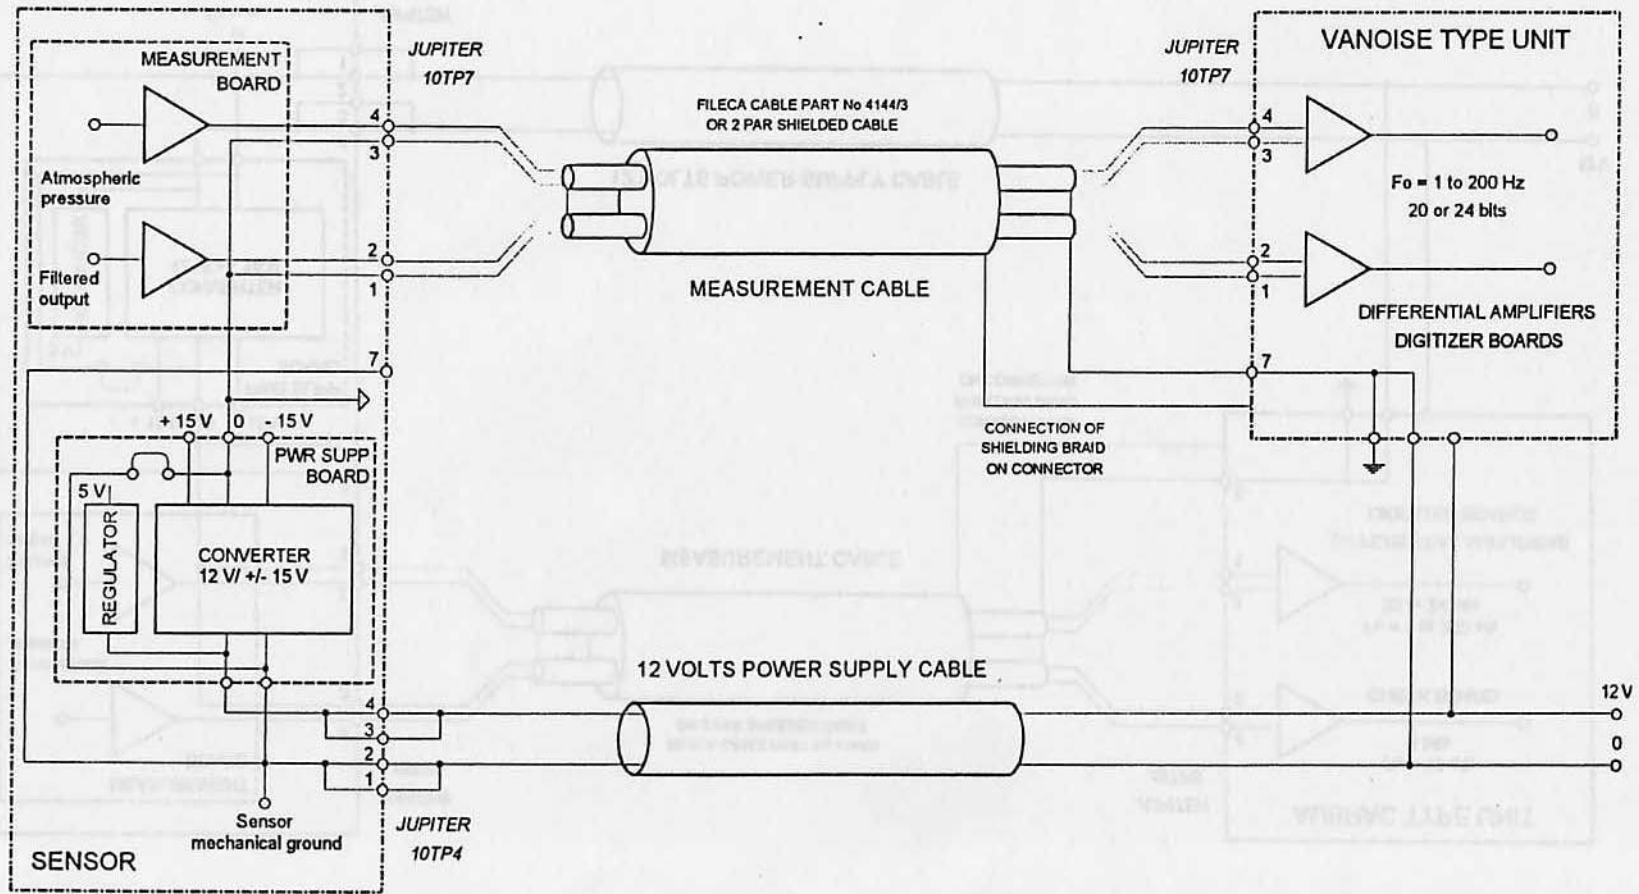 MEASUREMENT
BOARD
Atmospheric
pressure
Filtered
output
JUPITER
10TP7
4
3
2
1
7
FILECA CABLE PART No 4144/3
OR 2 PAR SHIELDED CABLE
MEASUREMENT CABLE
JUPITER
10TP7
VANOISE TYPE UNIT
4
3
2
1
7
Fo = 1 to 200 Hz
20 or 24 bits
DIFFERENTIAL AMPLIFIERS
DIGITIZER BOARDS
CONNECTION OF
SHIELDING BRAID
ON CONNECTOR
+ 15 V 0 - 15 V
PWR SUPP
BOARD
5 V
REGULATOR
CONVERTER
12 V/ +/- 15 V
12 VOLTS POWER SUPPLY CABLE
4
3
2
1
12 V
0
Sensor
mechanical ground
JUPITER
10TP4
SENSOR